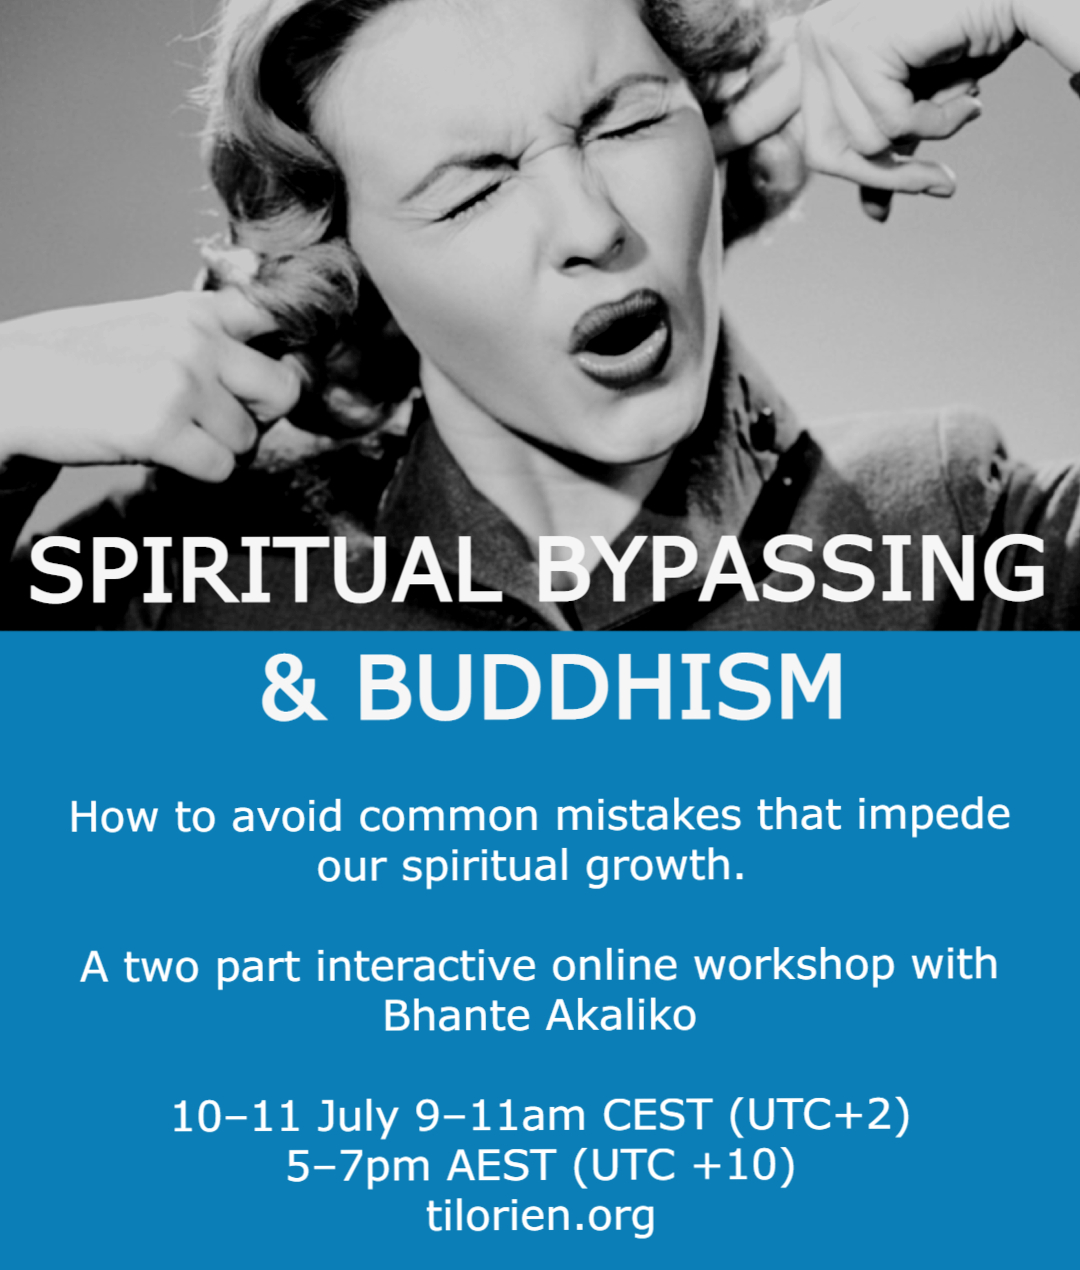 SPIRITUAL BYPASSING
& BUDDHISM
How to avoid common mistakes that impede
our spiritual growth.
A two part interactive online workshop with
Bhante Akaliko
10–11 July 9–11am CEST (UTC+2)
5–7pm AEST (UTC +10)
tilorien.org